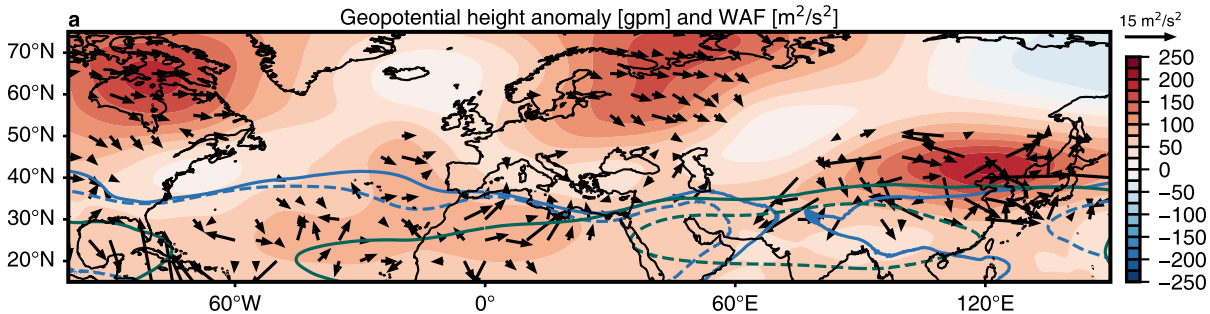 a Geopotential height anomaly [gpm] and WAF [m²/s²]
15 m²/s²
70°N
60°N
50°N
40°N
30°N
20°N
60°W 0° 60°E 120°E
250
200
150
100
50
0
−50
−100
−150
−200
−250